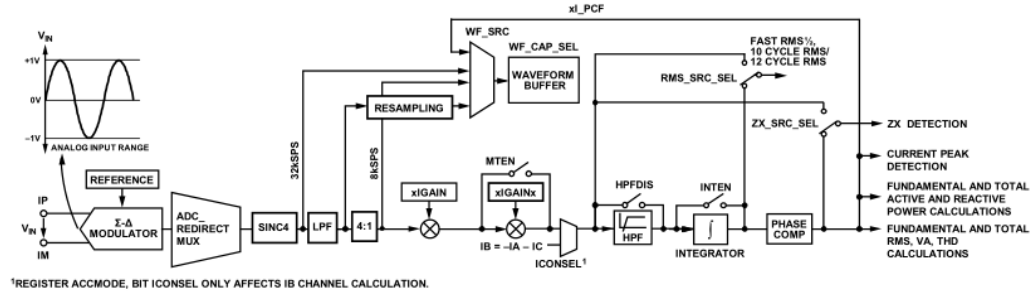 xI_PCF
V_IN
+1V
0V
–1V
ANALOG INPUT RANGE
WF_SRC
WF_CAP_SEL
WAVEFORM
BUFFER
RESAMPLING
32kSPS
8kSPS
FAST RMS½,
10 CYCLE RMS/
12 CYCLE RMS
RMS_SRC_SEL
ZX_SRC_SEL
ZX DETECTION
CURRENT PEAK
DETECTION
FUNDAMENTAL AND TOTAL
ACTIVE AND REACTIVE
POWER CALCULATIONS
FUNDAMENTAL AND TOTAL
RMS, VA, THD
CALCULATIONS
REFERENCE
IP
V_IN
IM
Σ-Δ
MODULATOR
ADC_
REDIRECT
MUX
SINC4
LPF
4:1
xIGAIN
MTEN
xIGAINx
IB = –IA – IC
ICONSEL¹
HPFDIS
HPF
INTEN
∫
INTEGRATOR
PHASE
COMP
¹REGISTER ACCMODE, BIT ICONSEL ONLY AFFECTS IB CHANNEL CALCULATION.